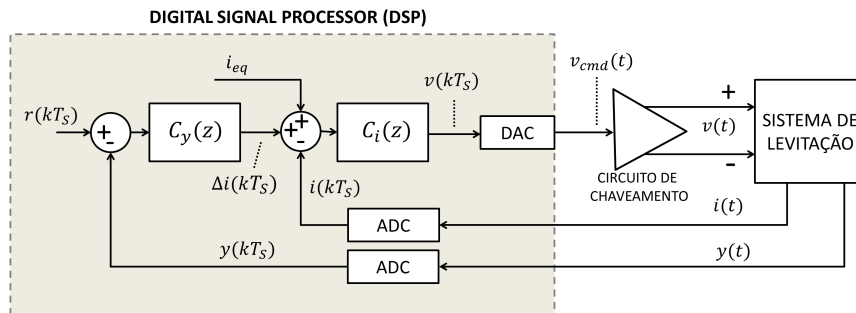 DIGITAL SIGNAL PROCESSOR (DSP)
i_eq
v(kT_S)
v_cmd(t)
r(kT_S)
+
-
C_y(z)
+
+
-
C_i(z)
DAC
+
v(t)
-
SISTEMA DE
LEVITAÇÃO
CIRCUITO DE
CHAVEAMENTO
Δi(kT_S)
i(kT_S)
i(t)
ADC
y(kT_S)
y(t)
ADC